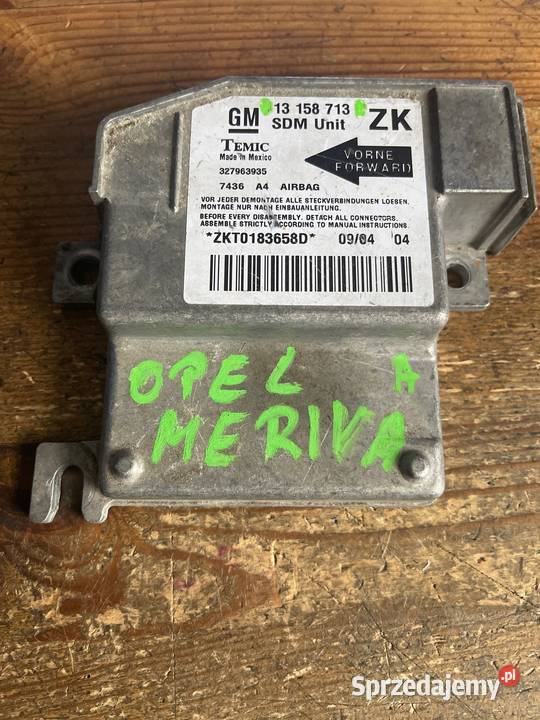 GM 13 158 713 ZK
SDM Unit
TEMIC
Made in Mexico
327963935
VORNE
FORWARD
7436 A4 AIRBAG
VOR JEDER DEMONTAGE ALLE STECKVERBINDUNGEN LOESEN.
MONTAGE NUR NACH EINBAUANLEITUNG.
BEFORE EVERY DISASSEMBLY. DETACH ALL CONNECTORS.
ASSEMBLE STRICTLY ACCORDING TO MANUAL INSTRUCTIONS.
*ZKT0183658D* 09/04 04
OPEL A
MERIVA
Sprzedajemy.pl